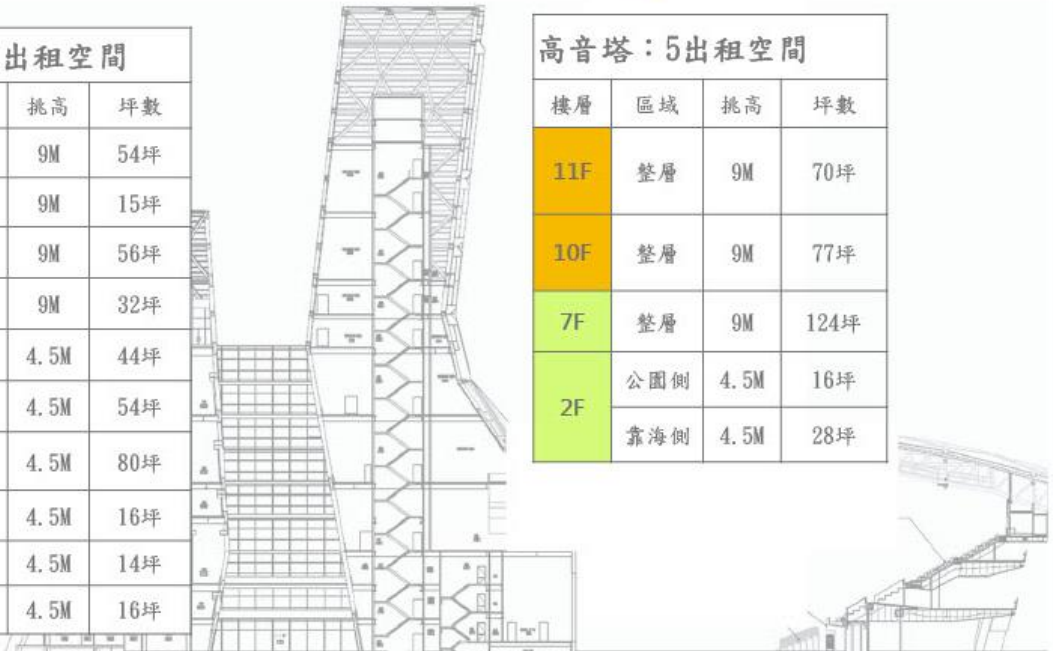 出租空間
挑高 坪數
9M 54坪
9M 15坪
9M 56坪
9M 32坪
4.5M 44坪
4.5M 54坪
4.5M 80坪
4.5M 16坪
4.5M 14坪
4.5M 16坪
高音塔：5出租空間
樓層 區域 挑高 坪數
11F 整層 9M 70坪
10F 整層 9M 77坪
7F 整層 9M 124坪
2F 公園側 4.5M 16坪
靠海側 4.5M 28坪